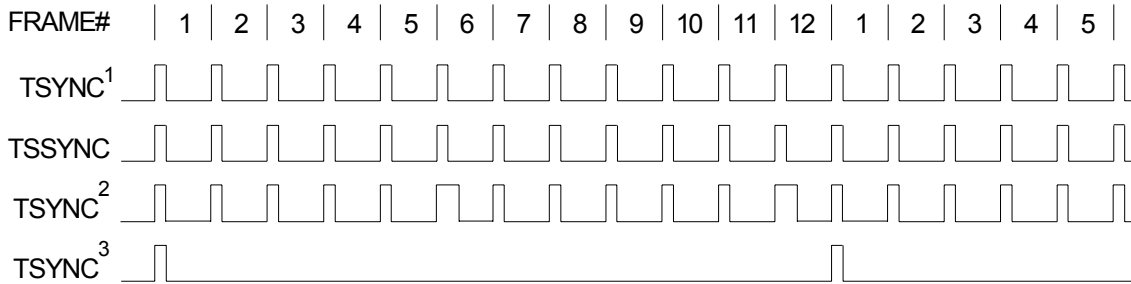 FRAME# 1 2 3 4 5 6 7 8 9 10 11 12 1 2 3 4 5
TSYNC1
TSSYNC
TSYNC2
TSYNC3